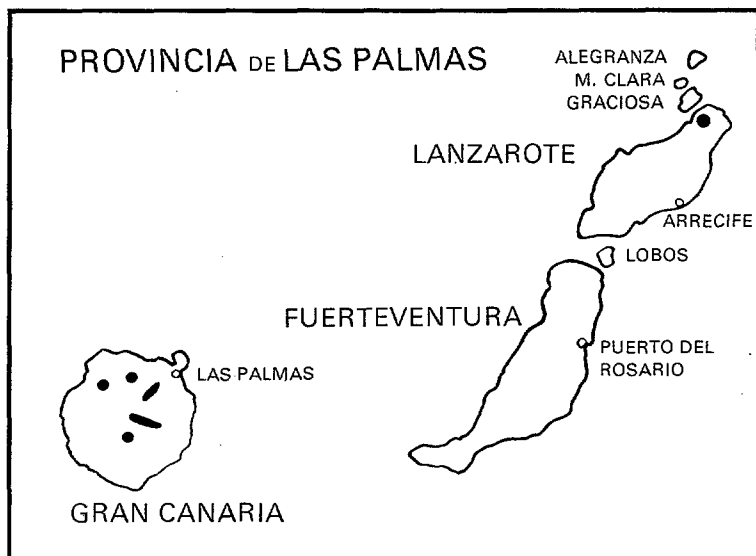 PROVINCIA DE LAS PALMAS
ALEGRANZA
M. CLARA
GRACIOSA
LANZAROTE
ARRECIFE
LOBOS
FUERTEVENTURA
PUERTO DEL
ROSARIO
LAS PALMAS
GRAN CANARIA